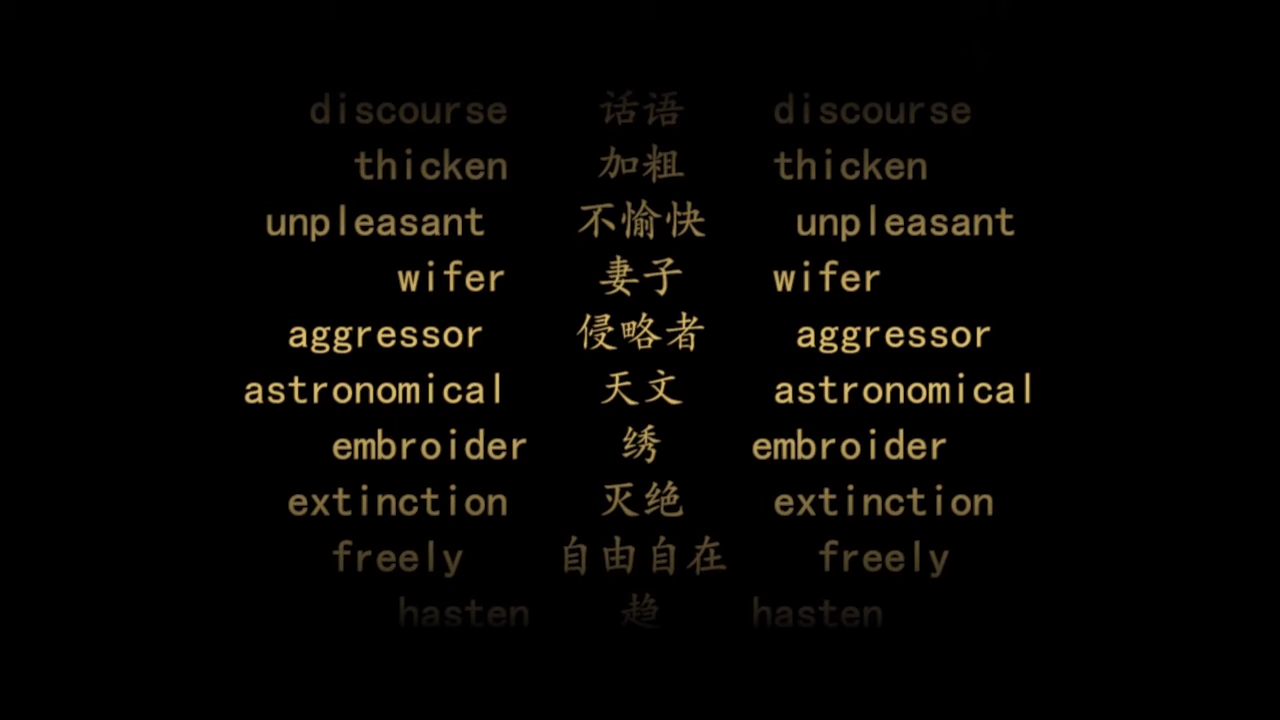 discourse 话语 discourse
thicken 加粗 thicken
unpleasant 不愉快 unpleasant
wifer 妻子 wifer
aggressor 侵略者 aggressor
astronomical 天文 astronomical
embroider 绣 embroider
extinction 灭绝 extinction
freely 自由自在 freely
hasten 趋 hasten